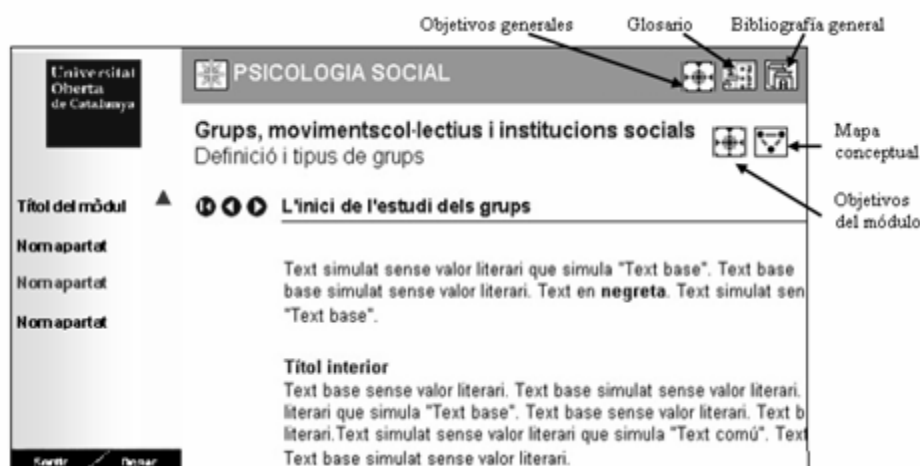 Objetivos generales Glosario Bibliografía general
Universitat
Oberta
de Catalunya
PSICOLOGIA SOCIAL
Grups, movimentscol·lectius i institucions socials
Definició i tipus de grups
Mapa
conceptual
Objetivos
del módulo
Títol del mòdul
Nom apartat
Nom apartat
Nom apartat
L'inici de l'estudi dels grups
Text simulat sense valor literari que simula "Text base". Text base
base simulat sense valor literari. Text en negreta. Text simulat sen
"Text base".
Títol interior
Text base sense valor literari. Text base simulat sense valor literari.
literari que simula "Text base". Text base sense valor literari. Text b
literari.Text simulat sense valor literari que simula "Text comú". Text
Text base simulat sense valor literari.
Sortir